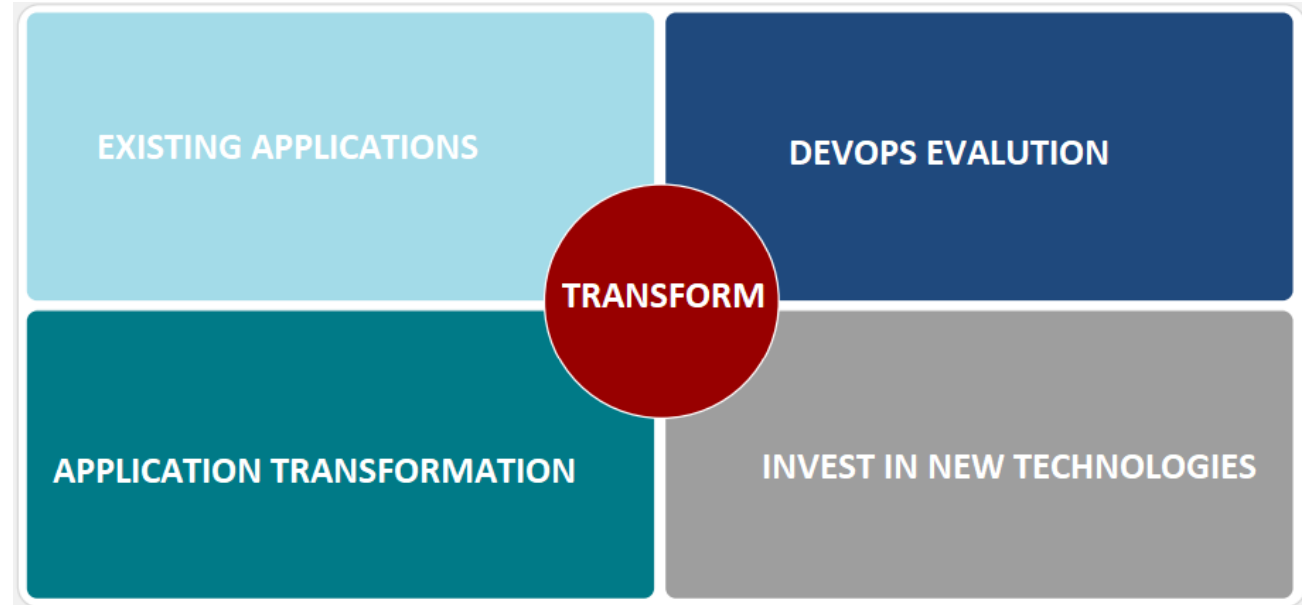 EXISTING APPLICATIONS
DEVOPS EVALUTION
TRANSFORM
APPLICATION TRANSFORMATION
INVEST IN NEW TECHNOLOGIES